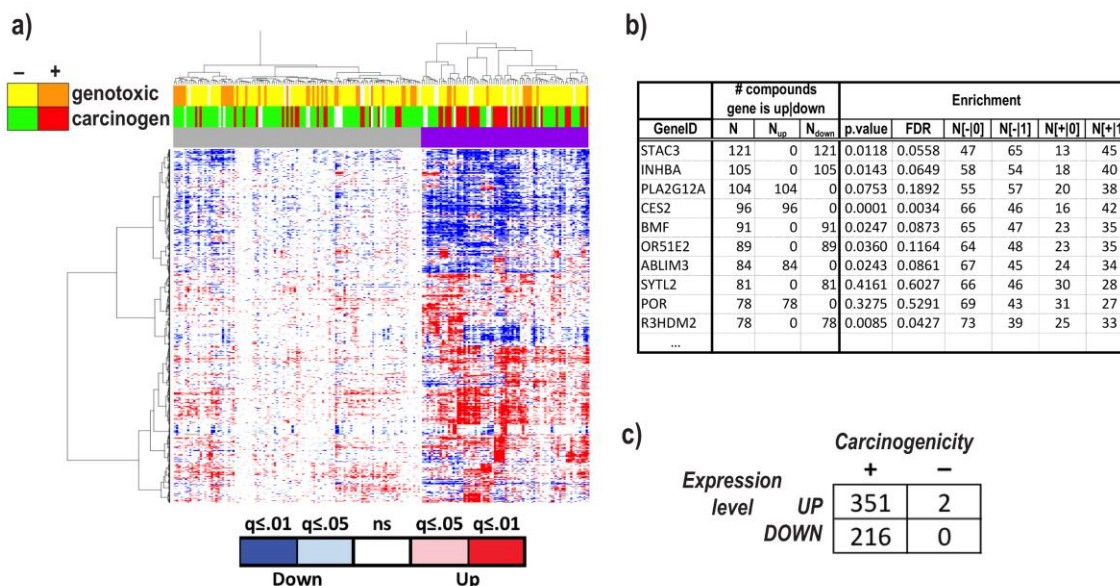 a)
– +
genotoxic
carcinogen
q≤.01 q≤.05 ns q≤.05 q≤.01
Down Up
b)
# compounds gene is up|down Enrichment
GeneID N Nup Ndown p.value FDR N[-|0] N[-|1] N[+|0] N[+|1
STAC3 121 0 121 0.0118 0.0558 47 65 13 45
INHBA 105 0 105 0.0143 0.0649 58 54 18 40
PLA2G12A 104 104 0 0.0753 0.1892 55 57 20 38
CES2 96 96 0 0.0001 0.0034 66 46 16 42
BMF 91 0 91 0.0247 0.0873 65 47 23 35
OR51E2 89 0 89 0.0360 0.1164 64 48 23 35
ABLIM3 84 84 0 0.0243 0.0861 67 45 24 34
SYTL2 81 0 81 0.4161 0.6027 66 46 30 28
POR 78 78 0 0.3275 0.5291 69 43 31 27
R3HDM2 78 0 78 0.0085 0.0427 73 39 25 33
...
c)
Carcinogenicity
+ –
Expression level
UP 351 2
DOWN 216 0